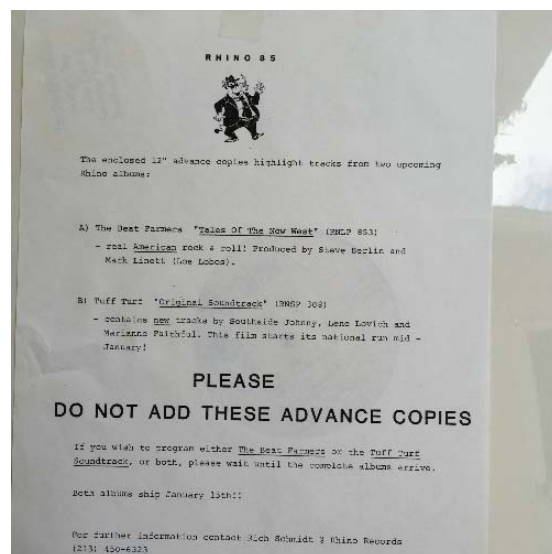 RHINO 85
The enclosed 12" advance copies highlight tracks from two upcoming
Rhino albums:
A) The Beat Farmers "Tales Of The New West" (RNLP 853)
- real American rock & roll! Produced by Steve Berlin and
Mark Linett (Los Lobos).
B) Tuff Turf "Original Soundtrack" (RNSP 308)
- contains new tracks by Southside Johnny, Lene Lovich and
Marianne Faithful. This film starts its national run mid -
January!
PLEASE
DO NOT ADD THESE ADVANCE COPIES
If you wish to program either The Beat Farmers or the Tuff Turf
Soundtrack, or both, please wait until the complete albums arrive.
Both albums ship January 15th!!
For further information contact Rich Schmidt @ Rhino Records
(213) 450-6323